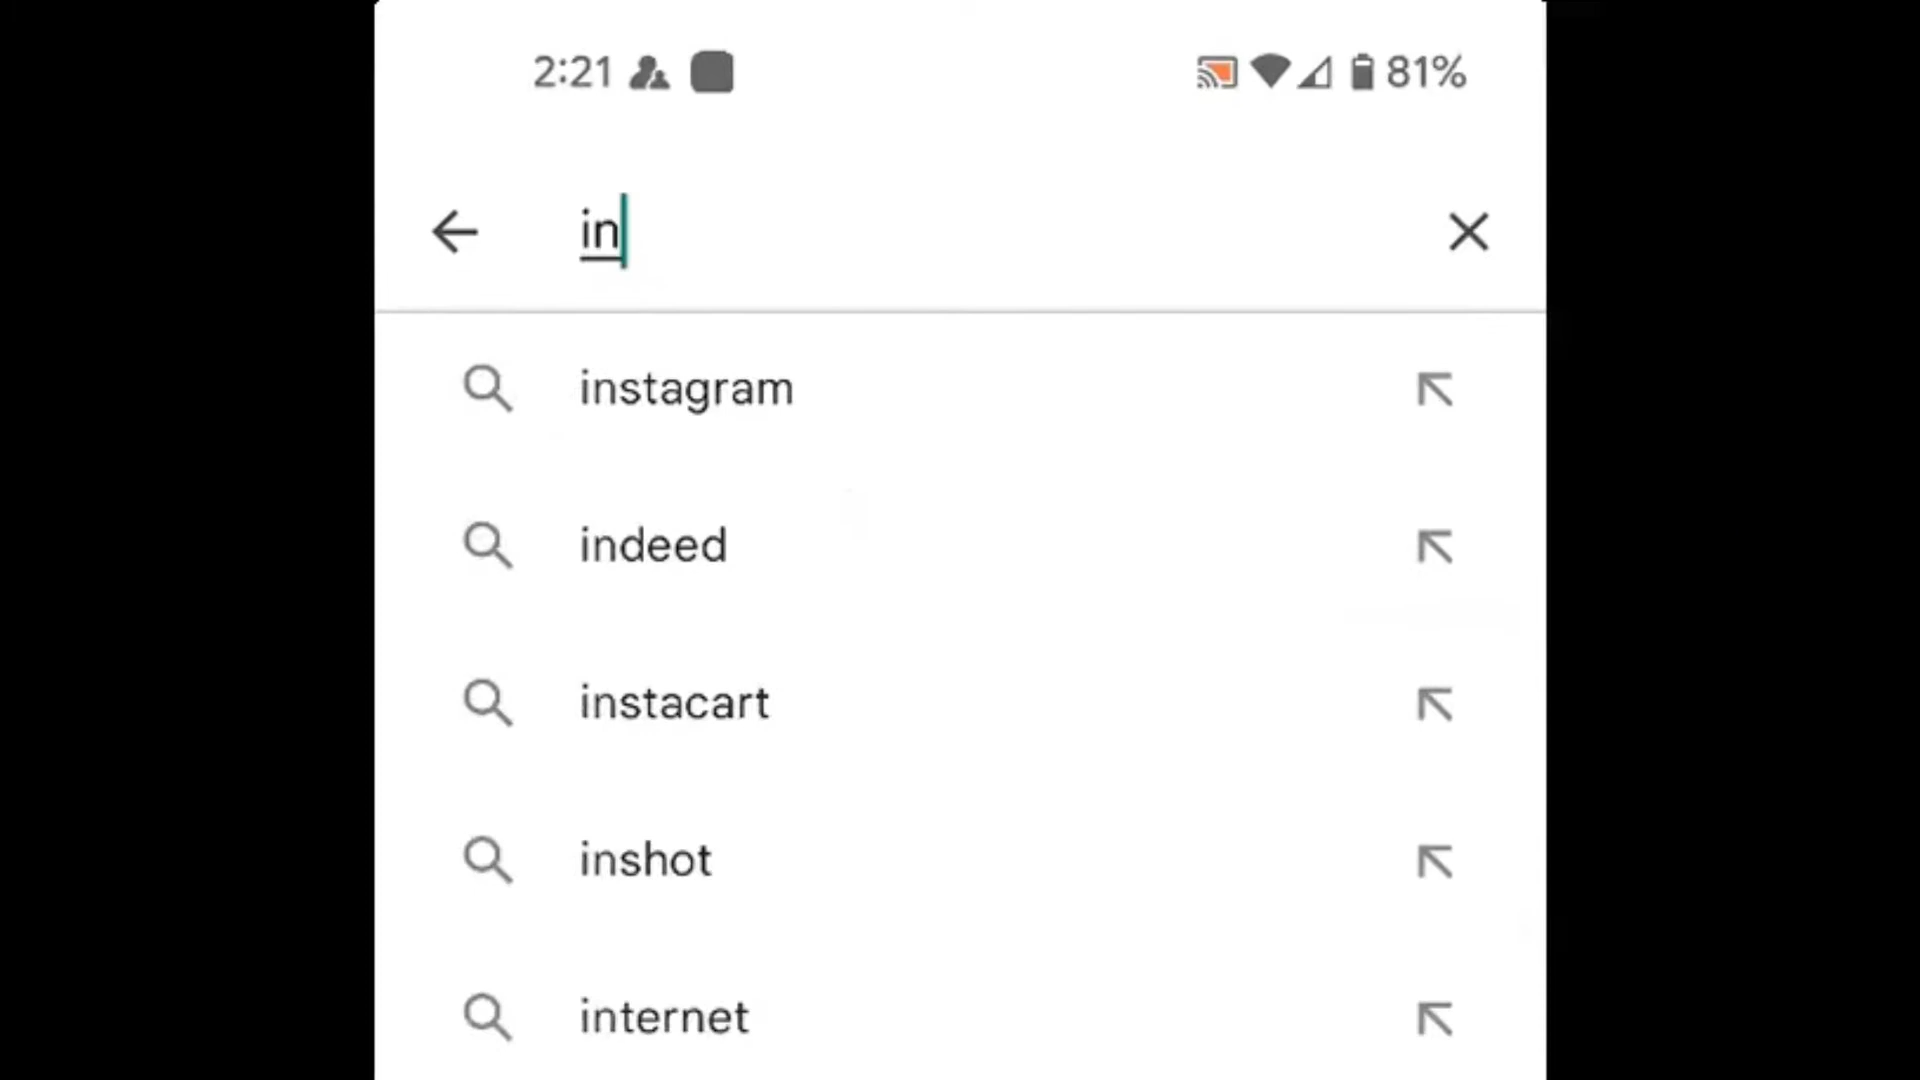 2:21 81%
in
instagram
indeed
instacart
inshot
internet